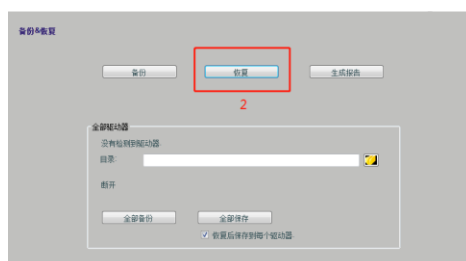 备份&恢复
备份 恢复 生成报告
2
全部驱动器
没有检测到驱动器.
目录:
断开
全部备份 全部保存
恢复后保存到每个驱动器.